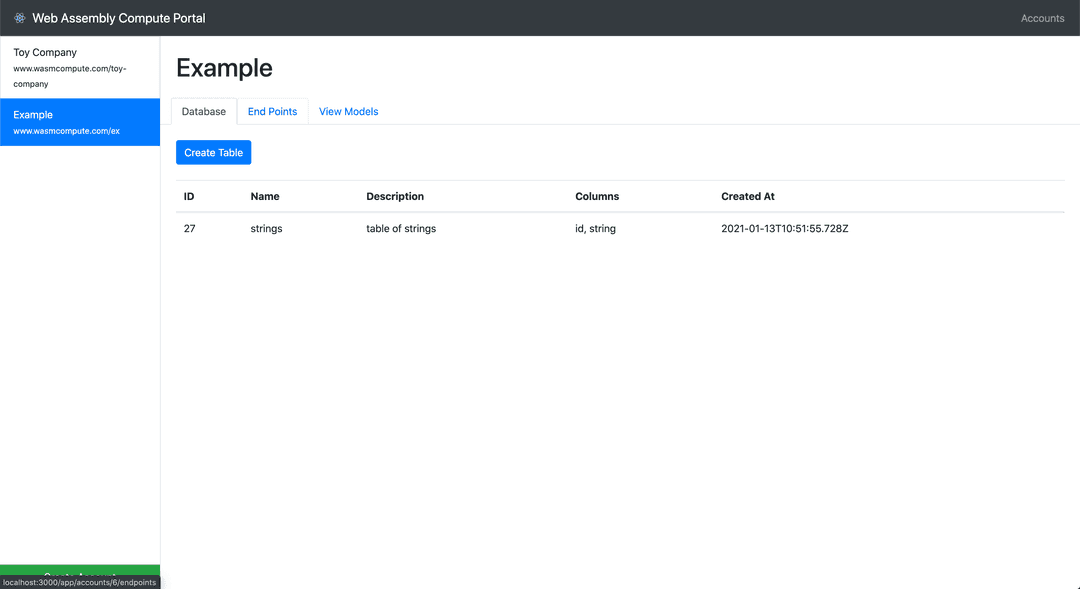 Web Assembly Compute Portal
Accounts
Toy Company
www.wasmcompute.com/toy-
company
Example
www.wasmcompute.com/ex
Example
Database End Points View Models
Create Table
ID Name Description Columns Created At
27 strings table of strings id, string 2021-01-13T10:51:55.728Z
Create Account
localhost:3000/app/accounts/6/endpoints